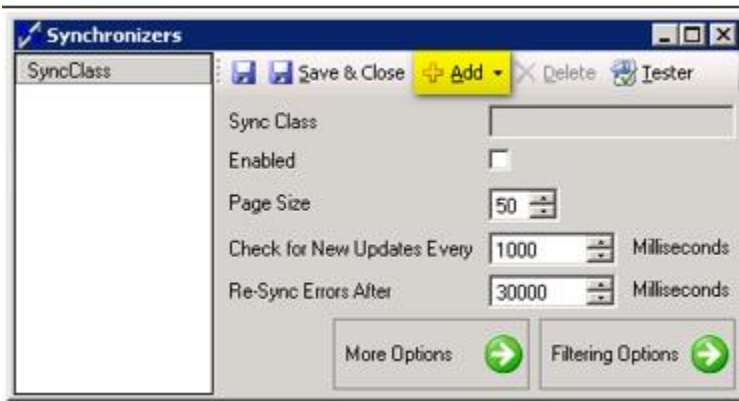 Synchronizers
SyncClass
Save & Close Add Delete Tester
Sync Class
Enabled
Page Size 50
Check for New Updates Every 1000 Milliseconds
Re-Sync Errors After 30000 Milliseconds
More Options Filtering Options